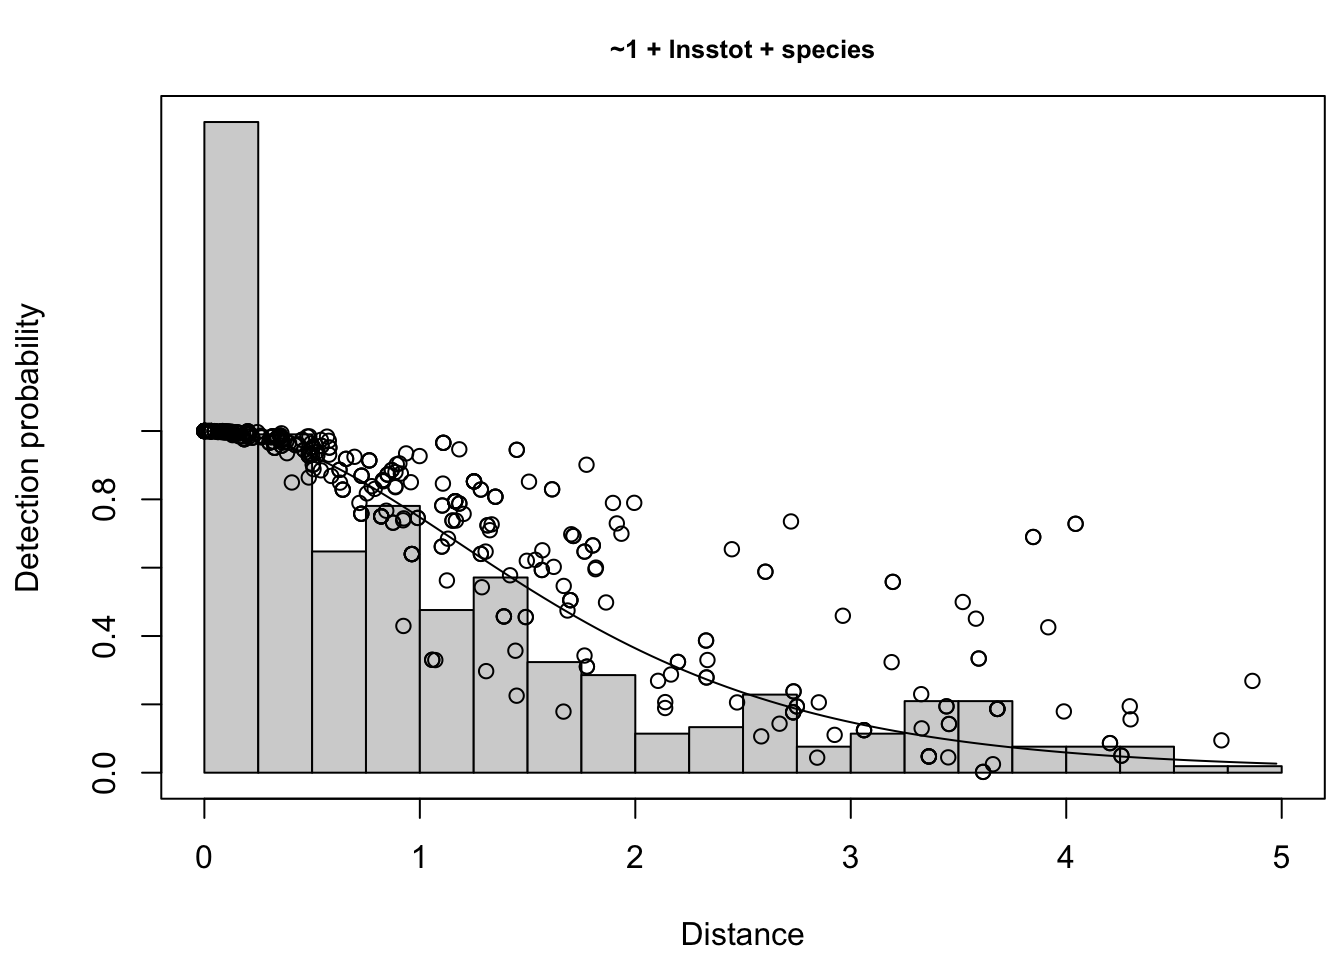 ~1 + lnsstot + species
Detection probability
0.8
0.4
0.0
0 1 2 3 4 5
Distance